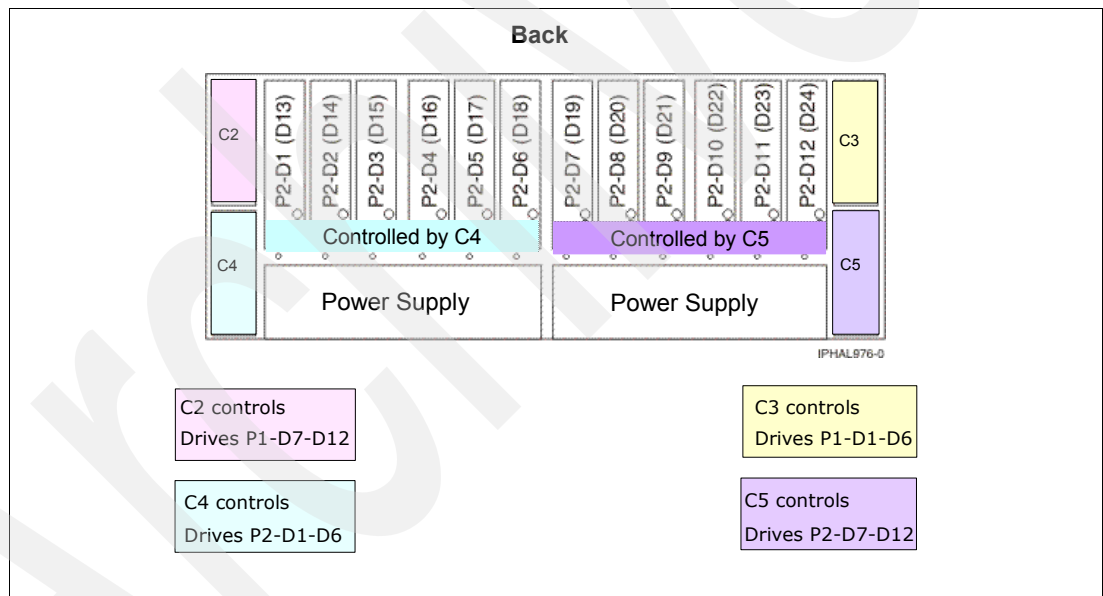 Back
C2
P2-D1 (D13)
P2-D2 (D14)
P2-D3 (D15)
P2-D4 (D16)
P2-D5 (D17)
P2-D6 (D18)
P2-D7 (D19)
P2-D8 (D20)
P2-D9 (D21)
P2-D10 (D22)
P2-D11 (D23)
P2-D12 (D24)
C3
Controlled by C4
Controlled by C5
C4
C5
Power Supply
Power Supply
IPHAL976-0
C2 controls
Drives P1-D7-D12
C3 controls
Drives P1-D1-D6
C4 controls
Drives P2-D1-D6
C5 controls
Drives P2-D7-D12